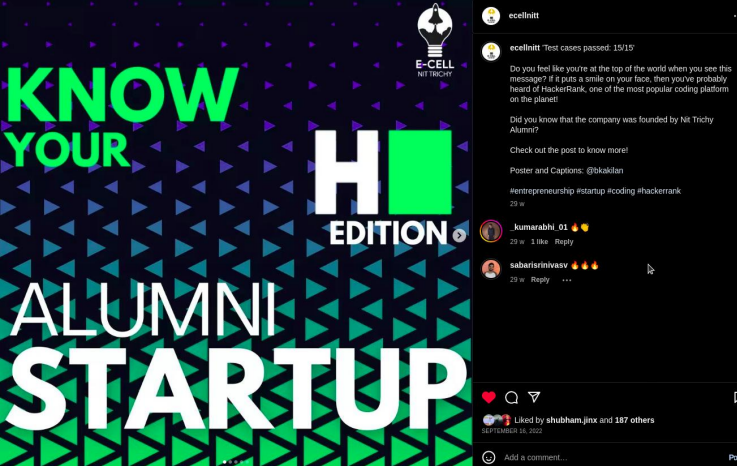 E-CELL
NIT TRICHY
KNOW
YOUR
H
EDITION
ALUMNI
STARTUP
ecellnitt
ecellnitt 'Test cases passed: 15/15'
Do you feel like you're at the top of the world when you see this
message? If it puts a smile on your face, then you've probably
heard of HackerRank, one of the most popular coding platform
on the planet!
Did you know that the company was founded by Nit Trichy
Alumni?
Check out the post to know more!
Poster and Captions: @bkakilan
#entrepreneurship #startup #coding #hackerrank
29 w
_kumarabhi_01 🔥👏
29 w 1 like Reply
sabarisrinivasv 🔥🔥🔥
29 w Reply •••
Liked by shubham.jinx and 187 others
SEPTEMBER 16, 2022
Add a comment…
Po